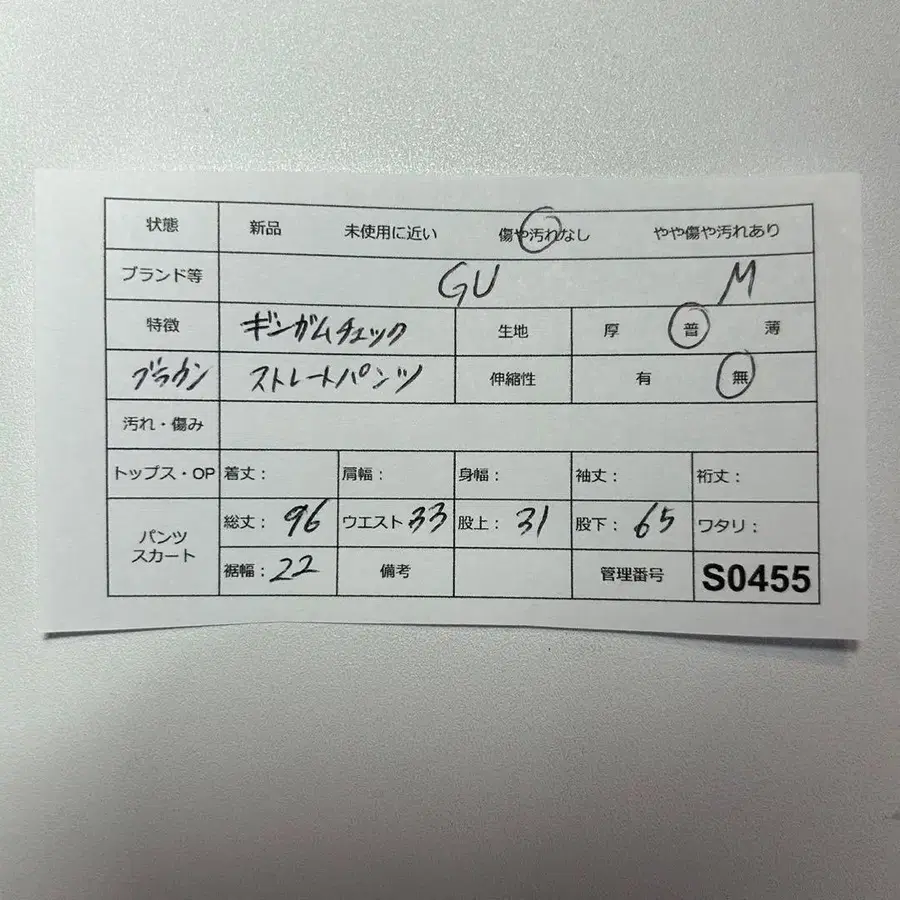 状態 新品 未使用に近い 傷や汚れなし やや傷や汚れあり
ブランド等 GU M
特徴 ギンガムチェック 生地 厚 普 薄
ブラウン ストレートパンツ 伸縮性 有 無
汚れ・傷み
トップス・OP 着丈: 肩幅: 身幅: 袖丈: 裄丈:
パンツ スカート 総丈: 96 ウエスト 33 股上: 31 股下: 65 ワタリ:
裾幅: 22 備考 管理番号 S0455